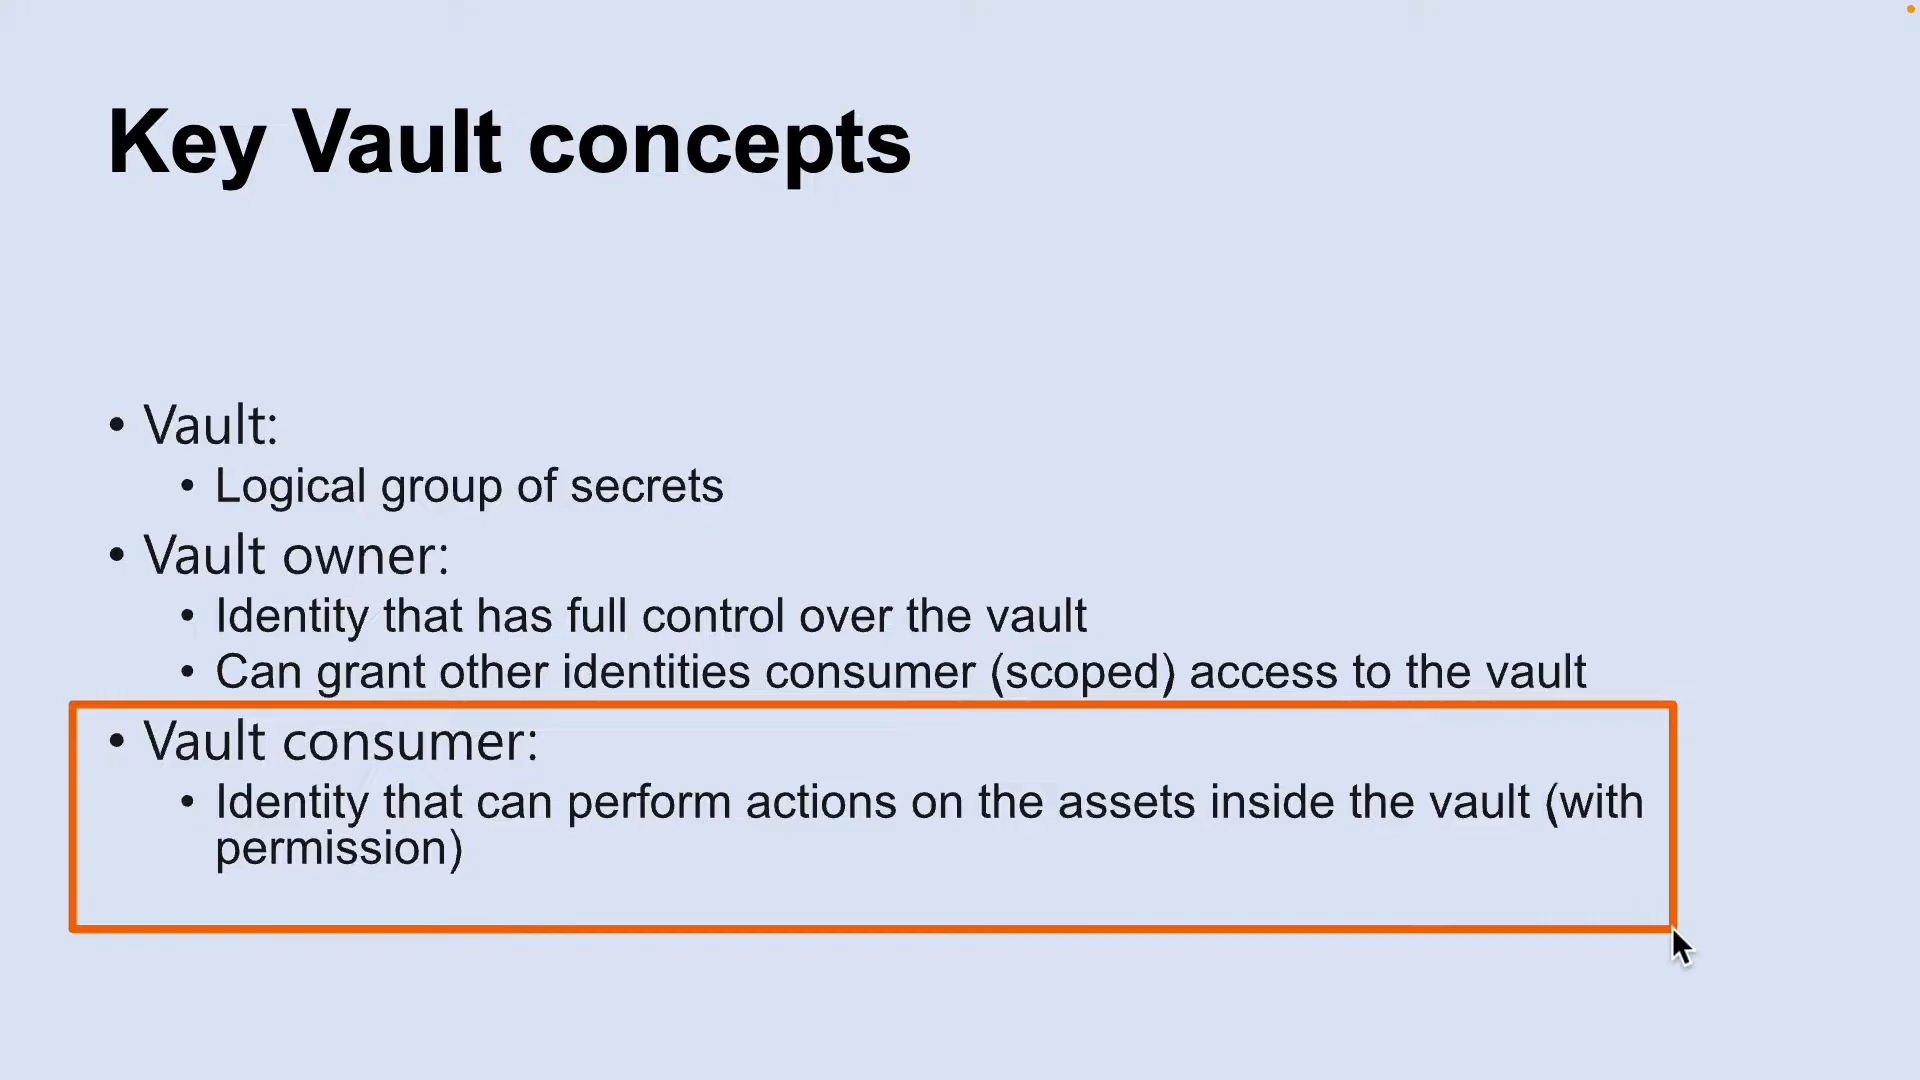 Key Vault concepts
• Vault:
• Logical group of secrets
• Vault owner:
• Identity that has full control over the vault
• Can grant other identities consumer (scoped) access to the vault
• Vault consumer:
• Identity that can perform actions on the assets inside the vault (with
permission)